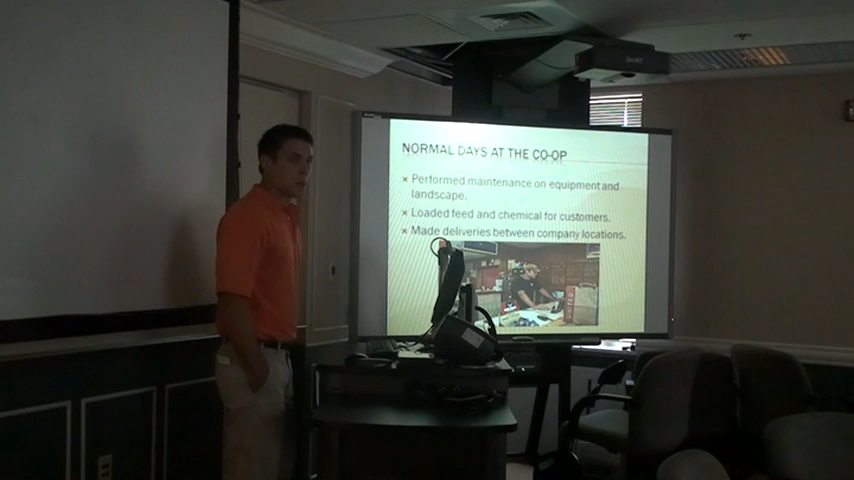 NORMAL DAYS AT THE CO-OP
× Performed maintenance on equipment and
landscape.
× Loaded feed and chemical for customers.
× Made deliveries between company locations.